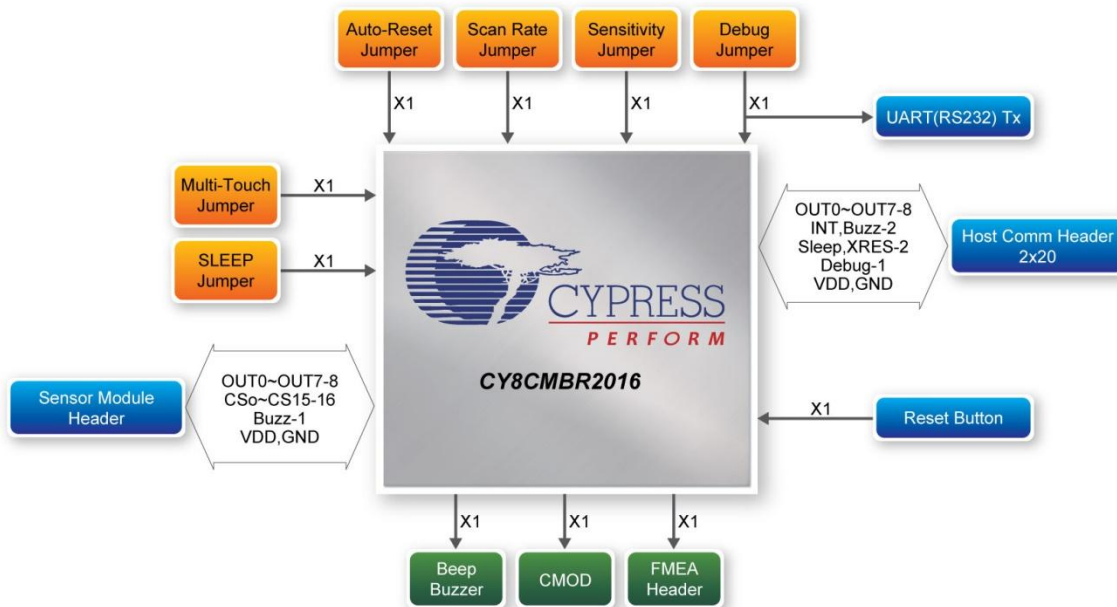 Auto-Reset
Jumper
Scan Rate
Jumper
Sensitivity
Jumper
Debug
Jumper
X1
X1
X1
X1
UART(RS232) Tx
Multi-Touch
Jumper
X1
SLEEP
Jumper
X1
OUT0~OUT7-8
INT,Buzz-2
Sleep,XRES-2
Debug-1
VDD,GND
Host Comm Header
2x20
CYPRESS
PERFORM
CY8CMBR2016
Sensor Module
Header
OUT0~OUT7-8
CSo~CS15-16
Buzz-1
VDD,GND
X1
Reset Button
X1
X1
X1
Beep
Buzzer
CMOD
FMEA
Header